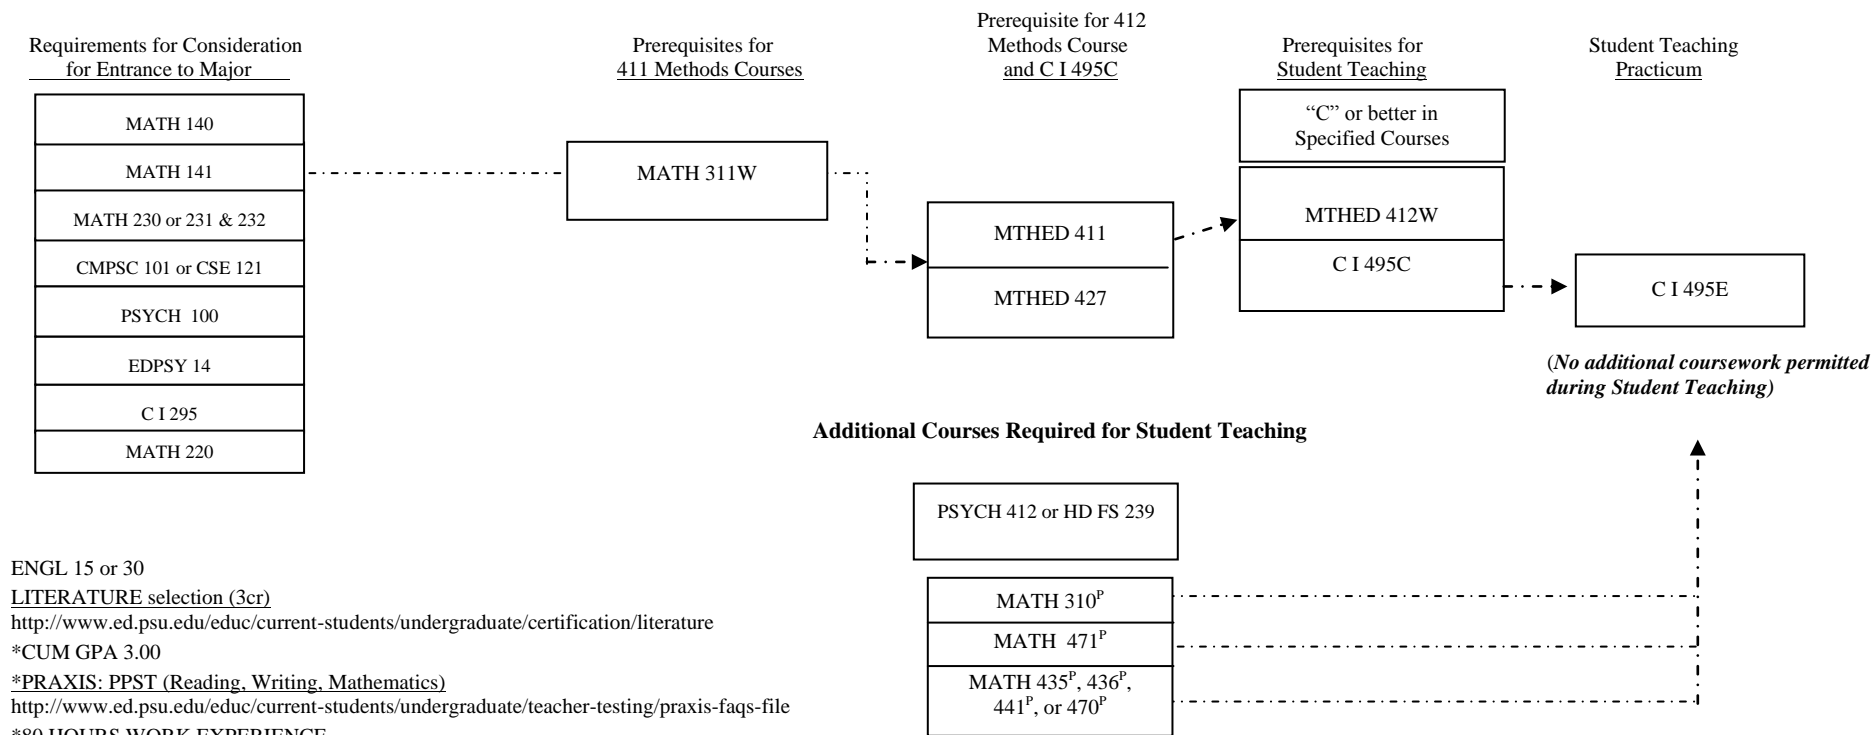 Requirements for Consideration
for Entrance to Major
MATH 140
MATH 141
MATH 230 or 231 & 232
CMPSC 101 or CSE 121
PSYCH 100
EDPSY 14
C I 295
MATH 220
Prerequisites for
411 Methods Courses
MATH 311W
Prerequisite for 412
Methods Course
and C I 495C
MTHED 411
MTHED 427
Prerequisites for
Student Teaching
“C” or better in
Specified Courses
MTHED 412W
C I 495C
Student Teaching
Practicum
C I 495E
(No additional coursework permitted
during Student Teaching)
Additional Courses Required for Student Teaching
PSYCH 412 or HD FS 239
MATH 310ᴾ
MATH 471ᴾ
MATH 435ᴾ, 436ᴾ,
441ᴾ, or 470ᴾ
ENGL 15 or 30
LITERATURE selection (3cr)
http://www.ed.psu.edu/educ/current-students/undergraduate/certification/literature
*CUM GPA 3.00
*PRAXIS: PPST (Reading, Writing, Mathematics)
http://www.ed.psu.edu/educ/current-students/undergraduate/teacher-testing/praxis-faqs-file
*80 HOURS WORK EXPERIENCE